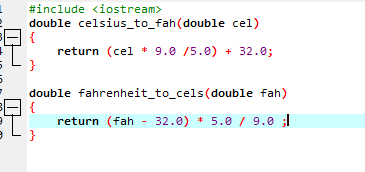 #include <iostream>
double celsius_to_fah(double cel)
{
return (cel * 9.0 /5.0) + 32.0;
}
double fahrenheit_to_cels(double fah)
{
return (fah - 32.0) * 5.0 / 9.0 ;
}